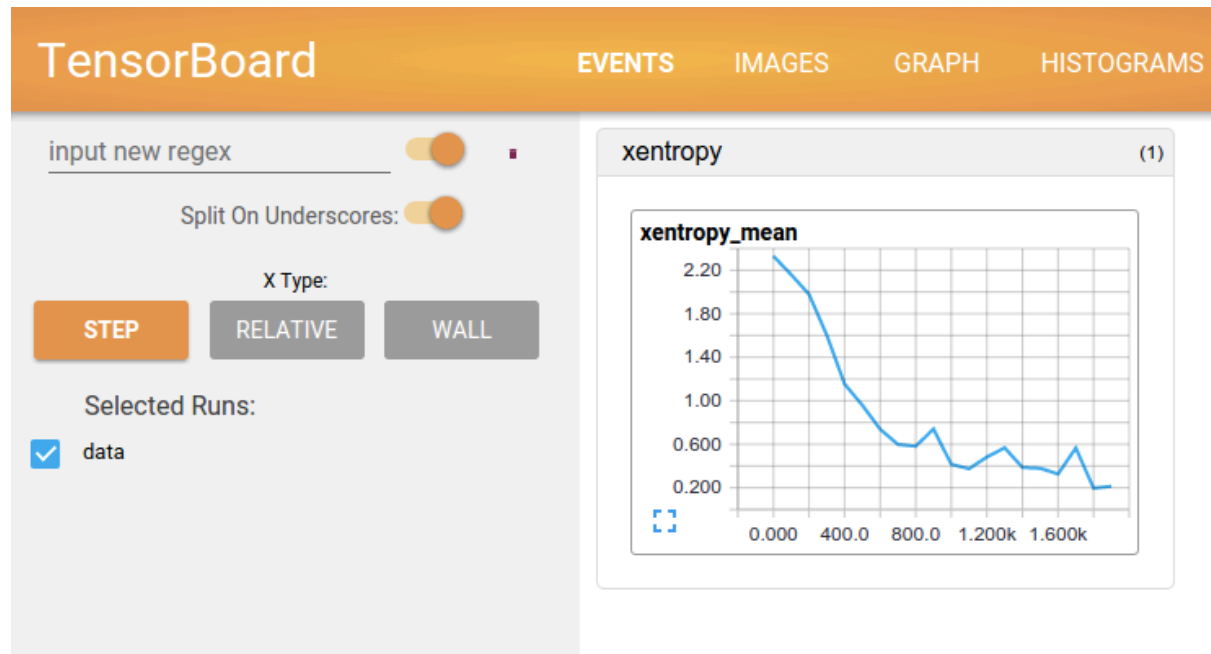 TensorBoard
EVENTS IMAGES GRAPH HISTOGRAMS
input new regex
Split On Underscores:
X Type:
STEP RELATIVE WALL
Selected Runs:
data
xentropy (1)
xentropy_mean
2.20
1.80
1.40
1.00
0.600
0.200
0.000 400.0 800.0 1.200k 1.600k